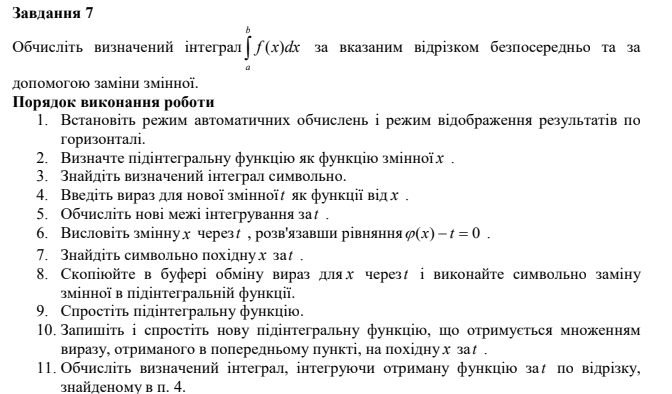 Завдання 7
b
Обчисліть визначений інтеграл ∫ f (x)dx за вказаним відрізком безпосередньо та за
a
допомогою заміни змінної.
Порядок виконання роботи
1. Встановіть режим автоматичних обчислень і режим відображення результатів по
горизонталі.
2. Визначте підінтегральну функцію як функцію змінної x .
3. Знайдіть визначений інтеграл символьно.
4. Введіть вираз для нової змінної t як функції від x .
5. Обчисліть нові межі інтегрування за t .
6. Висловіть змінну x через t , розв'язавши рівняння φ(x) − t = 0 .
7. Знайдіть символьно похідну x за t .
8. Скопіюйте в буфері обміну вираз для x через t і виконайте символьно заміну
змінної в підінтегральній функції.
9. Спростіть підінтегральну функцію.
10. Запишіть і спростіть нову підінтегральну функцію, що отримується множенням
виразу, отриманого в попередньому пункті, на похідну x за t .
11. Обчисліть визначений інтеграл, інтегруючи отриману функцію за t по відрізку,
знайденому в п. 4.